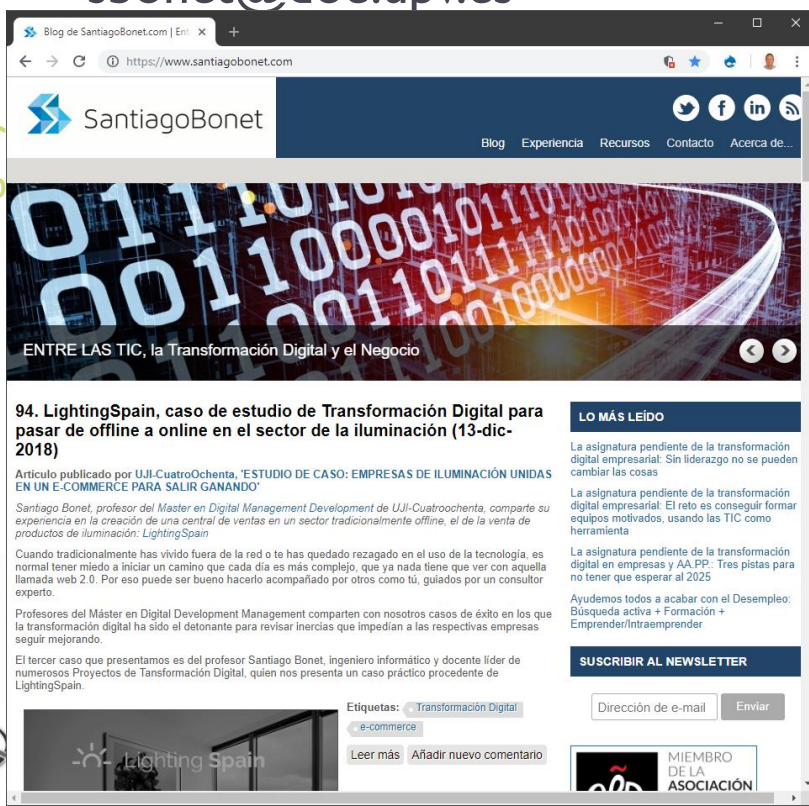 Blog de SantiagoBonet.com | Ent
https://www.santiagobonet.com
SantiagoBonet
Blog Experiencia Recursos Contacto Acerca de...
ENTRE LAS TIC, la Transformación Digital y el Negocio
94. LightingSpain, caso de estudio de Transformación Digital para
pasar de offline a online en el sector de la iluminación (13-dic-
2018)
Articulo publicado por UJI-CuatroOchenta, 'ESTUDIO DE CASO: EMPRESAS DE ILUMINACIÓN UNIDAS
EN UN E-COMMERCE PARA SALIR GANANDO'
Santiago Bonet, profesor del Master en Digital Management Development de UJI-Cuatroochenta, comparte su
experiencia en la creación de una central de ventas en un sector tradicionalmente offline, el de la venta de
productos de iluminación: LightingSpain
Cuando tradicionalmente has vivido fuera de la red o te has quedado rezagado en el uso de la tecnología, es
normal tener miedo a iniciar un camino que cada día es más complejo, que ya nada tiene que ver con aquella
llamada web 2.0. Por eso puede ser bueno hacerlo acompañado por otros como tú, guiados por un consultor
experto.
Profesores del Máster en Digital Development Management comparten con nosotros casos de éxito en los que
la transformación digital ha sido el detonante para revisar inercias que impedían a las respectivas empresas
seguir mejorando.
El tercer caso que presentamos es del profesor Santiago Bonet, ingeniero informático y docente líder de
numerosos Proyectos de Tansformación Digital, quien nos presenta un caso práctico procedente de
LightingSpain.
Lighting Spain
Etiquetas: Transformación Digital
e-commerce
Leer más Añadir nuevo comentario
LO MÁS LEÍDO
La asignatura pendiente de la transformación
digital empresarial: Sin liderazgo no se pueden
cambiar las cosas
La asignatura pendiente de la transformación
digital empresarial: El reto es conseguir formar
equipos motivados, usando las TIC como
herramienta
La asignatura pendiente de la transformación
digital en empresas y AA.PP.: Tres pistas para
no tener que esperar al 2025
Ayudemos todos a acabar con el Desempleo:
Búsqueda activa + Formación +
Emprender/Intraemprender
SUSCRIBIR AL NEWSLETTER
Dirección de e-mail Enviar
MIEMBRO
DE LA
ASOCIACIÓN